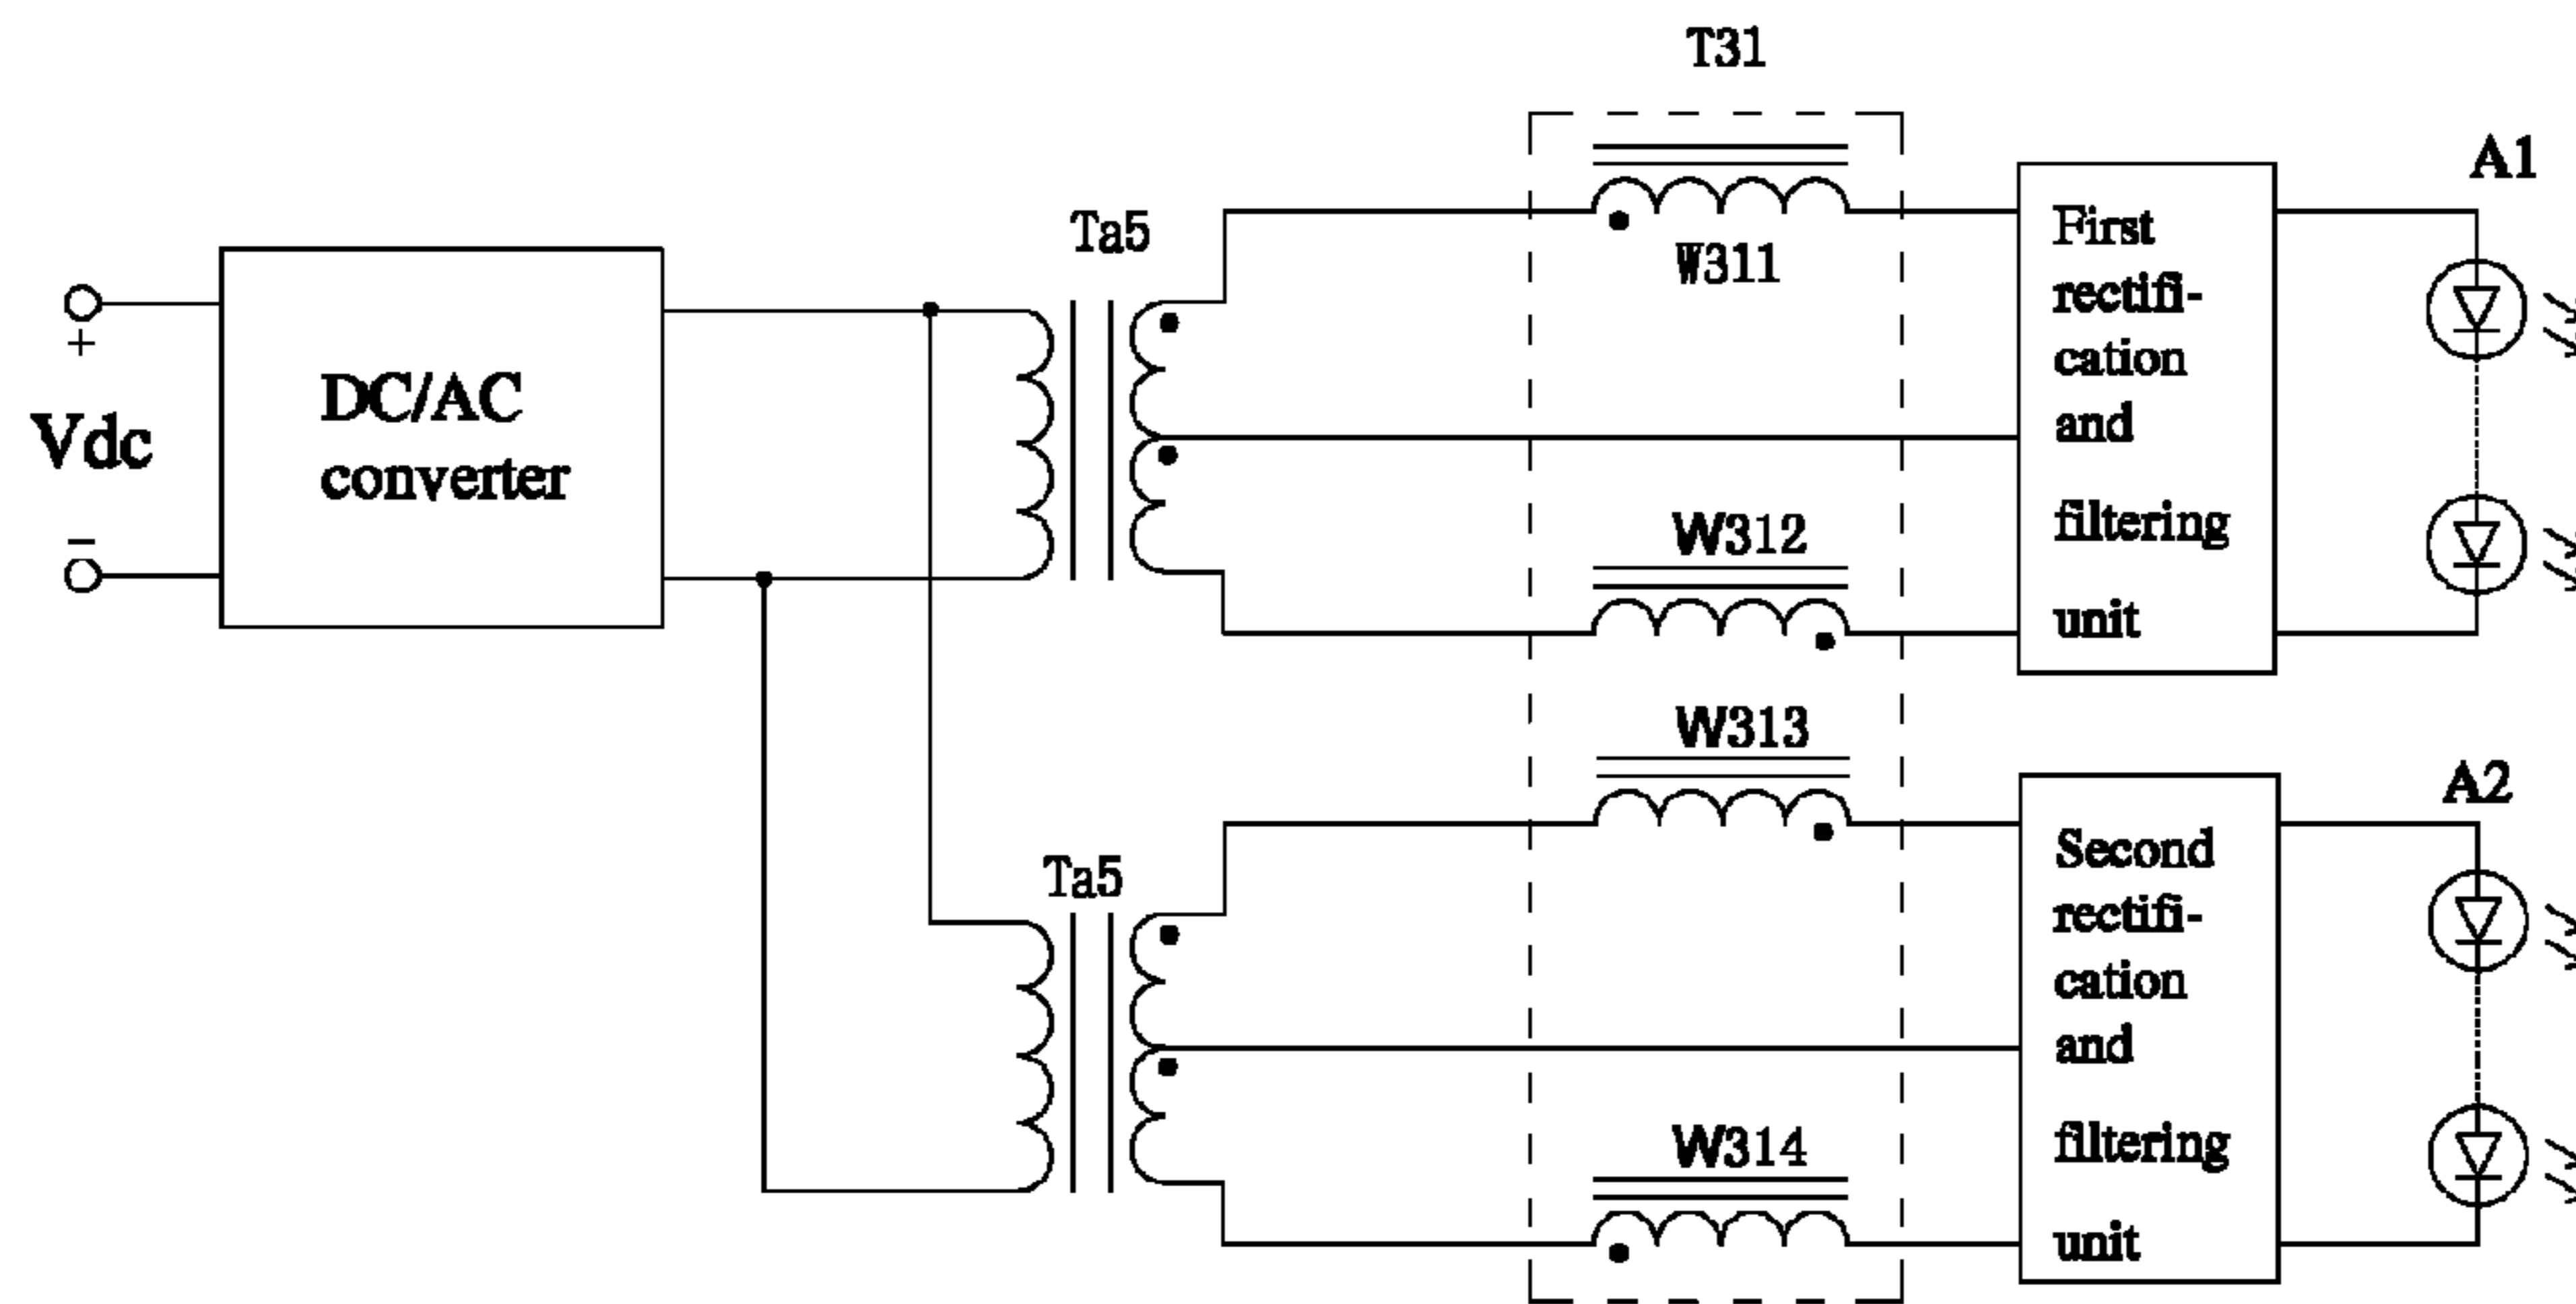 T31
A1
Ta5
W311
First
rectifi-
cation
and
filtering
unit
+
Vdc
−
DC/AC
converter
W312
W313
A2
Ta5
Second
rectifi-
cation
and
filtering
unit
W314